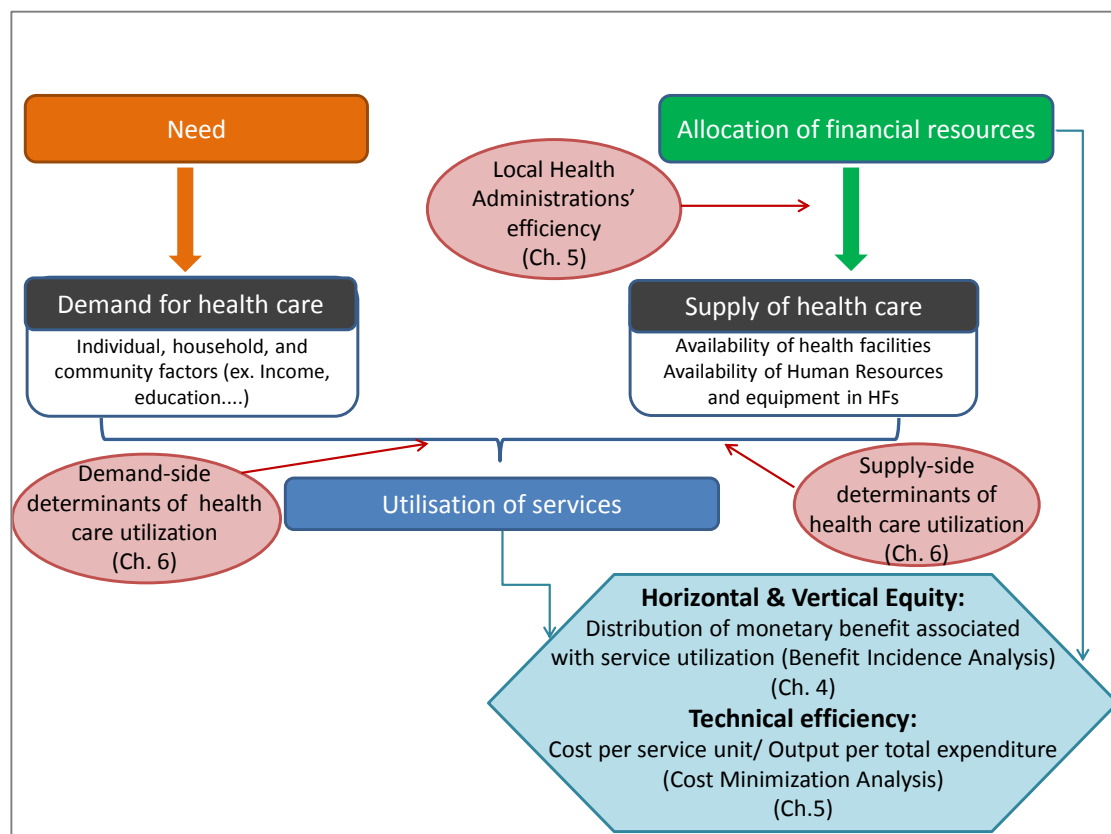 Need
Allocation of financial resources
Local Health
Administrations’
efficiency
(Ch. 5)
Demand for health care
Individual, household, and
community factors (ex. Income,
education....)
Supply of health care
Availability of health facilities
Availability of Human Resources
and equipment in HFs
Demand-side
determinants of health
care utilization
(Ch. 6)
Utilisation of services
Supply-side
determinants of
health care utilization
(Ch. 6)
Horizontal & Vertical Equity:
Distribution of monetary benefit associated
with service utilization (Benefit Incidence Analysis)
(Ch. 4)
Technical efficiency:
Cost per service unit/ Output per total expenditure
(Cost Minimization Analysis)
(Ch.5)